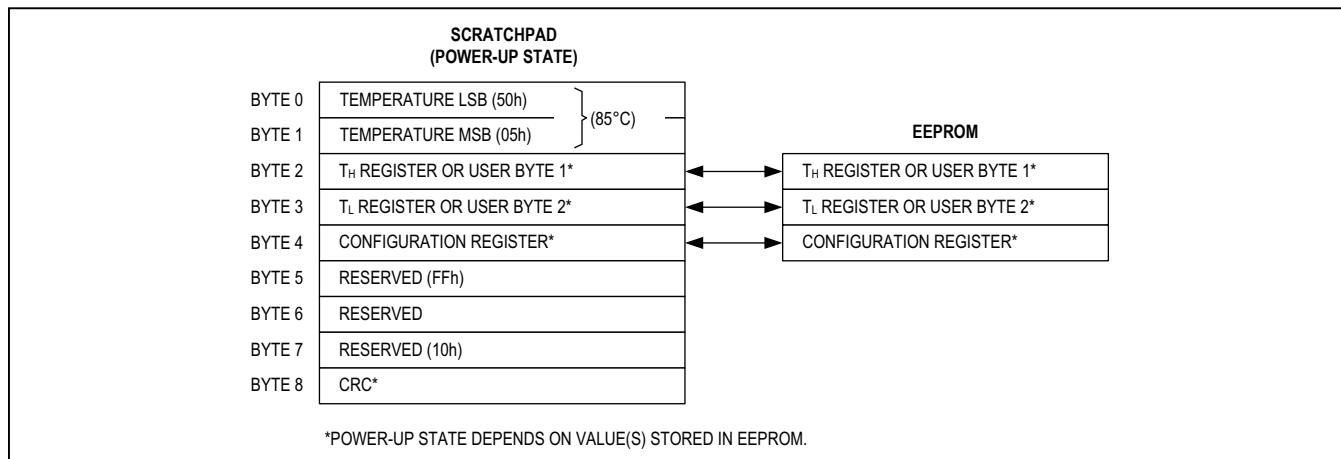 SCRATCHPAD
(POWER-UP STATE)
BYTE 0 TEMPERATURE LSB (50h)
(85°C)
BYTE 1 TEMPERATURE MSB (05h)
EEPROM
BYTE 2 TH REGISTER OR USER BYTE 1* TH REGISTER OR USER BYTE 1*
BYTE 3 TL REGISTER OR USER BYTE 2* TL REGISTER OR USER BYTE 2*
BYTE 4 CONFIGURATION REGISTER* CONFIGURATION REGISTER*
BYTE 5 RESERVED (FFh)
BYTE 6 RESERVED
BYTE 7 RESERVED (10h)
BYTE 8 CRC*
*POWER-UP STATE DEPENDS ON VALUE(S) STORED IN EEPROM.